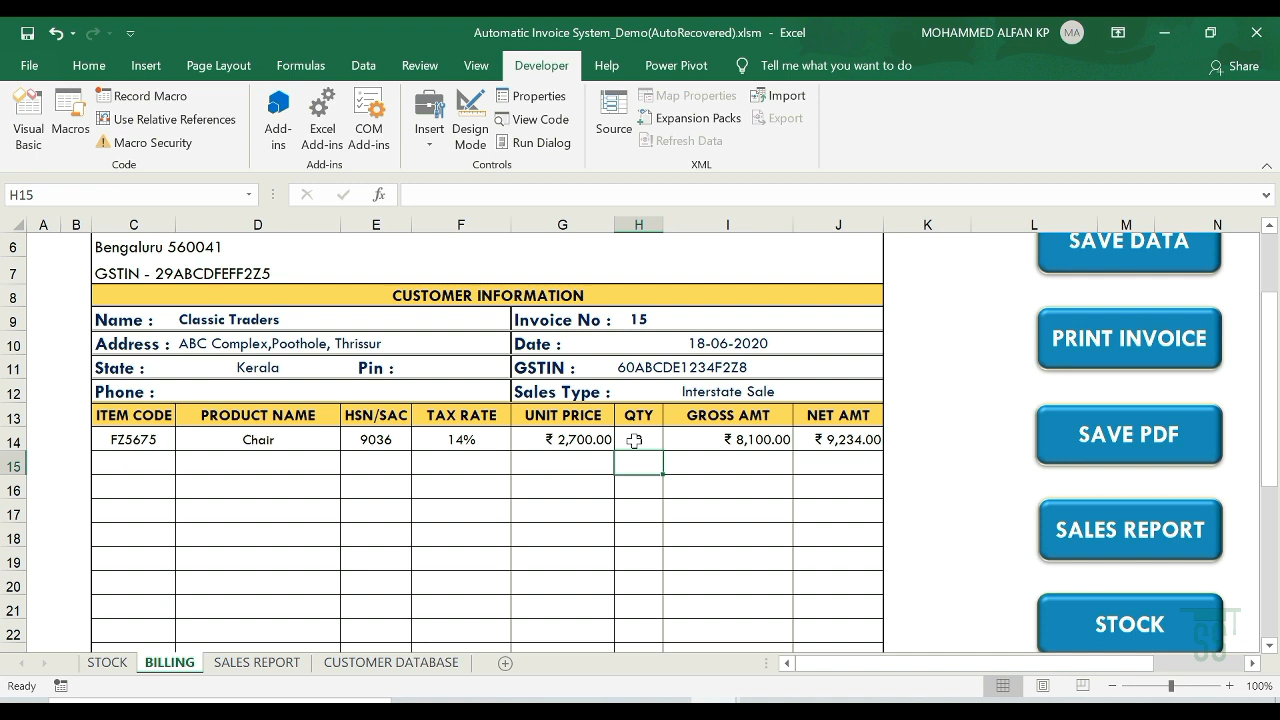 Automatic Invoice System_Demo(AutoRecovered).xlsm - Excel
MOHAMMED ALFAN KP MA
File Home Insert Page Layout Formulas Data Review View Developer Help Power Pivot Tell me what you want to do Share
Visual Basic
Macros
Record Macro
Use Relative References
Macro Security
Code
Add-ins
Excel Add-ins
COM Add-ins
Add-ins
Insert
Design Mode
Properties
View Code
Run Dialog
Controls
Source
Map Properties
Expansion Packs
Refresh Data
Import
Export
XML
H15 fx
A B C D E F G H I J K L M N
6 Bengaluru 560041
7 GSTIN - 29ABCDFEFF2Z5
8 CUSTOMER INFORMATION
9 Name : Classic Traders Invoice No : 15
10 Address : ABC Complex,Poothole, Thrissur Date : 18-06-2020
11 State : Kerala Pin : GSTIN : 60ABCDE1234F2Z8
12 Phone : Sales Type : Interstate Sale
13 ITEM CODE PRODUCT NAME HSN/SAC TAX RATE UNIT PRICE QTY GROSS AMT NET AMT
14 FZ5675 Chair 9036 14% ₹ 2,700.00 ₹ 8,100.00 ₹ 9,234.00
15
16
17
18
19
20
21
22
SAVE DATA
PRINT INVOICE
SAVE PDF
SALES REPORT
STOCK
STOCK BILLING SALES REPORT CUSTOMER DATABASE
Ready 100%